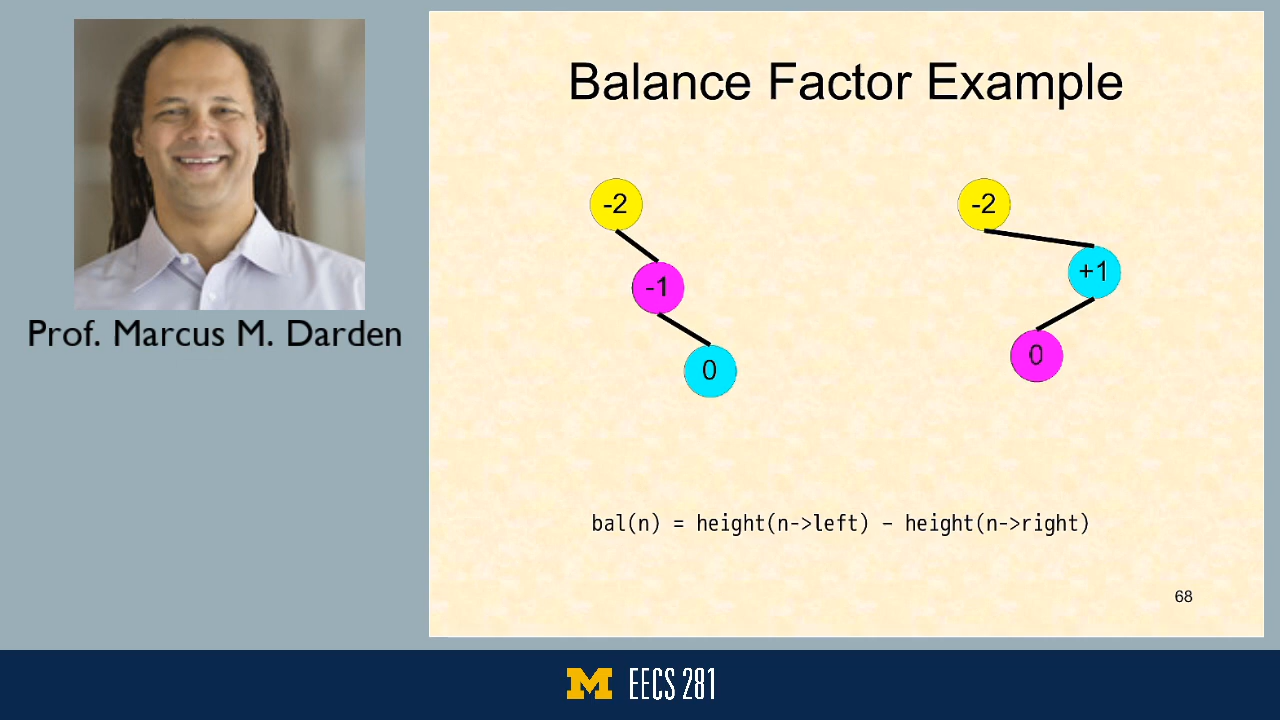 Prof. Marcus M. Darden
Balance Factor Example
-2
-1
0
-2
+1
0
bal(n) = height(n->left) – height(n->right)
68
M EECS 281